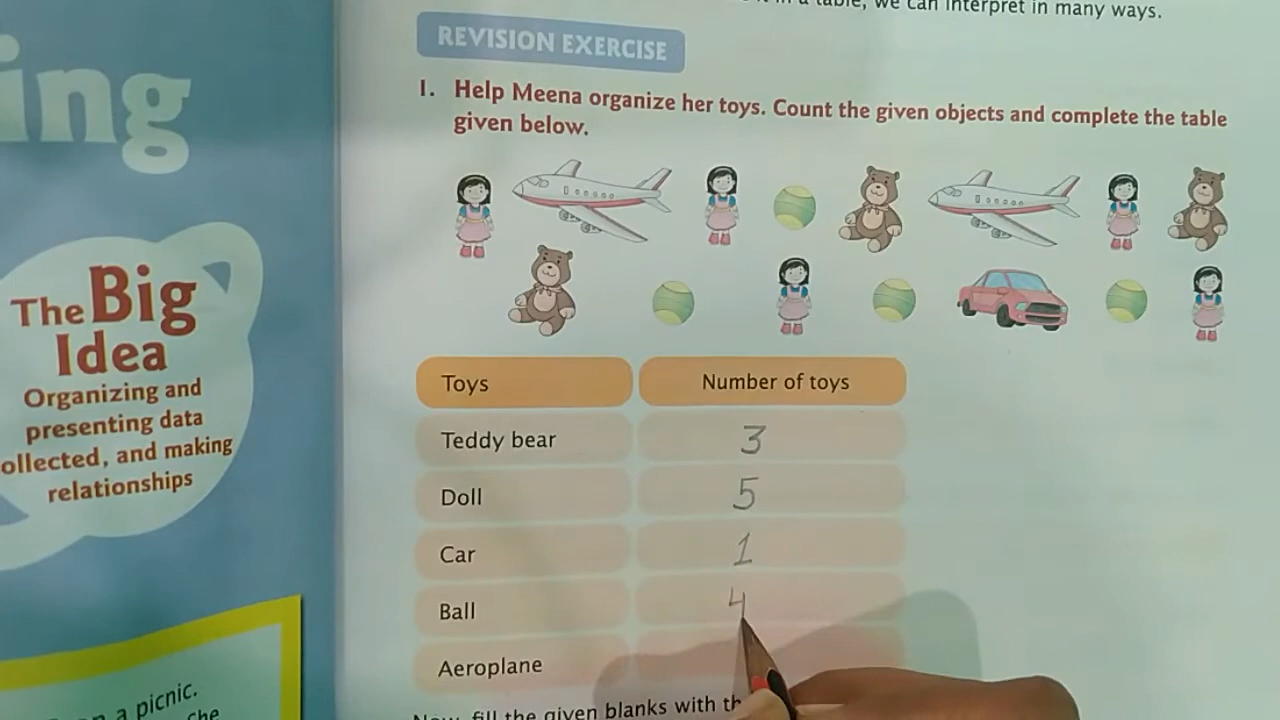 a table, we can interpret in many ways.
REVISION EXERCISE
1. Help Meena organize her toys. Count the given objects and complete the table
given below.
ing
The Big
Idea
Organizing and
presenting data
ollected, and making
relationships
Toys Number of toys
Teddy bear 3
Doll 5
Car 1
Ball 4
Aeroplane
Now, fill the given blanks with th
a picnic.